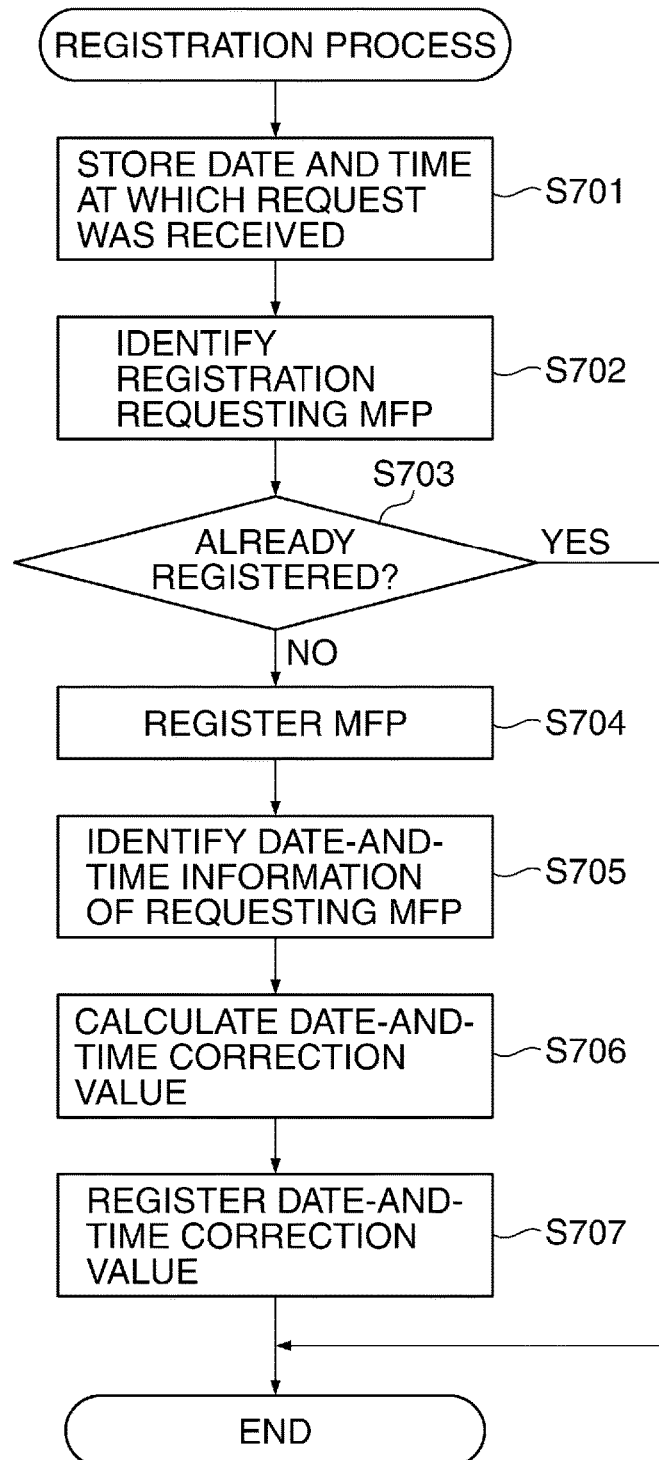 REGISTRATION PROCESS
STORE DATE AND TIME
AT WHICH REQUEST
WAS RECEIVED
S701
IDENTIFY
REGISTRATION
REQUESTING MFP
S702
S703
ALREADY
REGISTERED?
YES
NO
REGISTER MFP
S704
IDENTIFY DATE-AND-
TIME INFORMATION
OF REQUESTING MFP
S705
CALCULATE DATE-AND-
TIME CORRECTION
VALUE
S706
REGISTER DATE-AND-
TIME CORRECTION
VALUE
S707
END